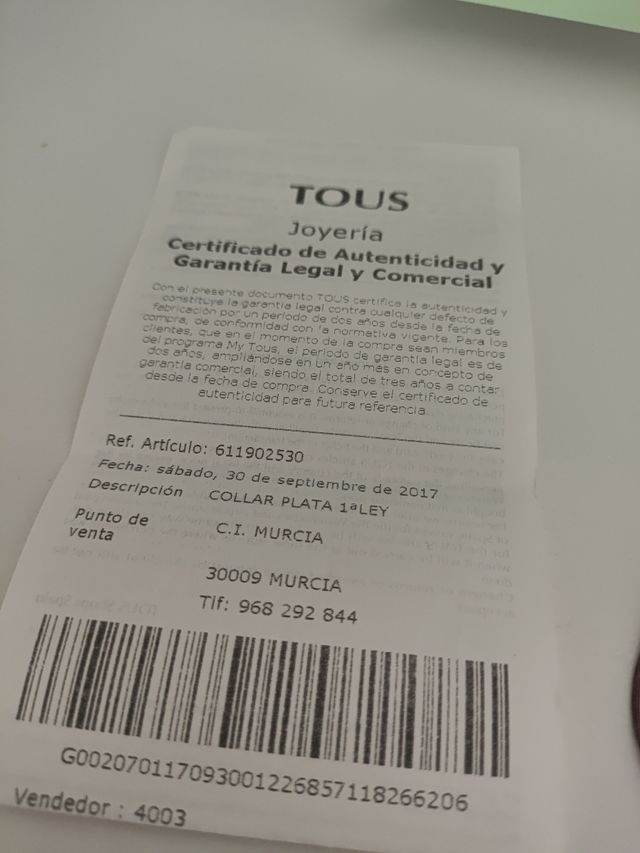 TOUS
Joyería
Certificado de Autenticidad y
Garantía Legal y Comercial
Con el presente documento TOUS certifica la autenticidad y
constituye la garantía legal contra cualquier defecto de
fabricación por un período de dos años desde la fecha de
compra, de conformidad con la normativa vigente. Para los
clientes, que en el momento de la compra sean miembros
del programa My Tous, el período de garantía legal es de
dos años, ampliándose en un año más en concepto de
garantía comercial, siendo el total de tres años a contar
desde la fecha de compra. Conserve el certificado de
autenticidad para futura referencia.
Ref. Artículo: 611902530
Fecha: sábado, 30 de septiembre de 2017
Descripción COLLAR PLATA 1ªLEY
Punto de venta C.I. MURCIA
30009 MURCIA
Tlf: 968 292 844
G002070117093001226857118266206
Vendedor : 4003